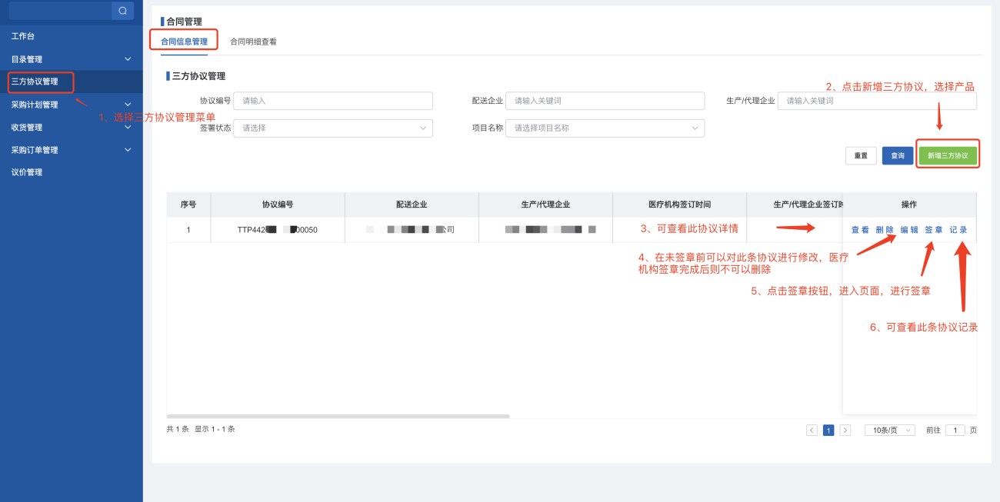 工作台
目录管理
三方协议管理
采购计划管理
收货管理
采购订单管理
议价管理
1、选择三方协议管理菜单
合同管理
合同信息管理 合同明细查看
三方协议管理
2、点击新增三方协议，选择产品
协议编号 请输入 配送企业 请输入关键词 生产/代理企业 请输入关键词
签署状态 请选择 项目名称 请选择项目名称
重置 查询 新增三方协议
序号 协议编号 配送企业 生产/代理企业 医疗机构签订时间 生产/代理企业签订时 操作
1 TTP442 00050 公司 3、可查看此协议详情 查看 删除 编辑 签章 记录
4、在未签章前可以对此条协议进行修改，医疗
机构签章完成后则不可以删除
5、点击签章按钮，进入页面，进行签章
6、可查看此条协议记录
共 1 条 显示 1 - 1 条 1 10条/页 前往 1 页